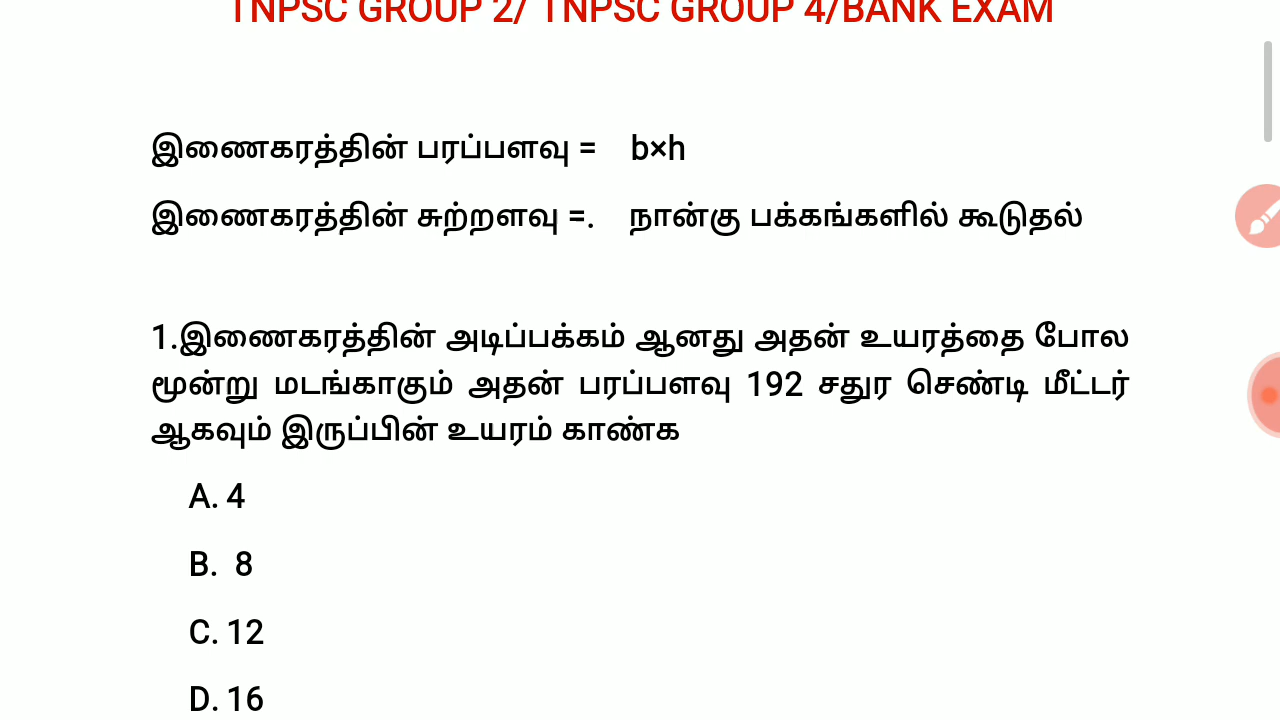 TNPSC GROUP 2/ TNPSC GROUP 4/BANK EXAM
இணைகரத்தின் பரப்பளவு = b×h
இணைகரத்தின் சுற்றளவு =. நான்கு பக்கங்களில் கூடுதல்
1.இணைகரத்தின் அடிப்பக்கம் ஆனது அதன் உயரத்தை போல
மூன்று மடங்காகும் அதன் பரப்பளவு 192 சதுர செண்டி மீட்டர்
ஆகவும் இருப்பின் உயரம் காண்க
A. 4
B. 8
C. 12
D. 16